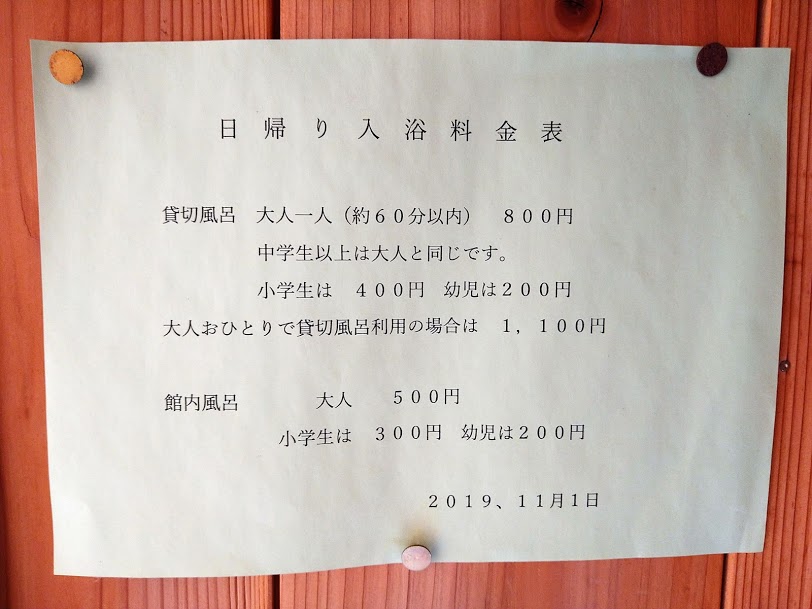 日帰り入浴料金表
貸切風呂　大人一人（約６０分以内）　８００円
中学生以上は大人と同じです。
小学生は　４００円　幼児は２００円
大人おひとりで貸切風呂利用の場合は　１，１００円
館内風呂　　　　大人　　５００円
小学生は　３００円　幼児は２００円
２０１９、１１月１日